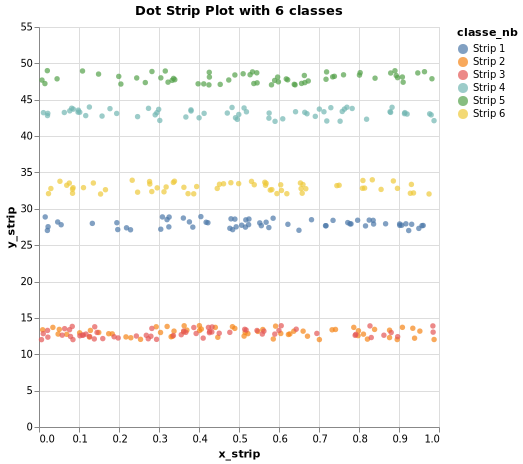 Dot Strip Plot with 6 classes
classe_nb
Strip 1
Strip 2
Strip 3
Strip 4
Strip 5
Strip 6
y_strip
55
50
45
40
35
30
25
20
15
10
5
0
0.0 0.1 0.2 0.3 0.4 0.5 0.6 0.7 0.8 0.9 1.0
x_strip